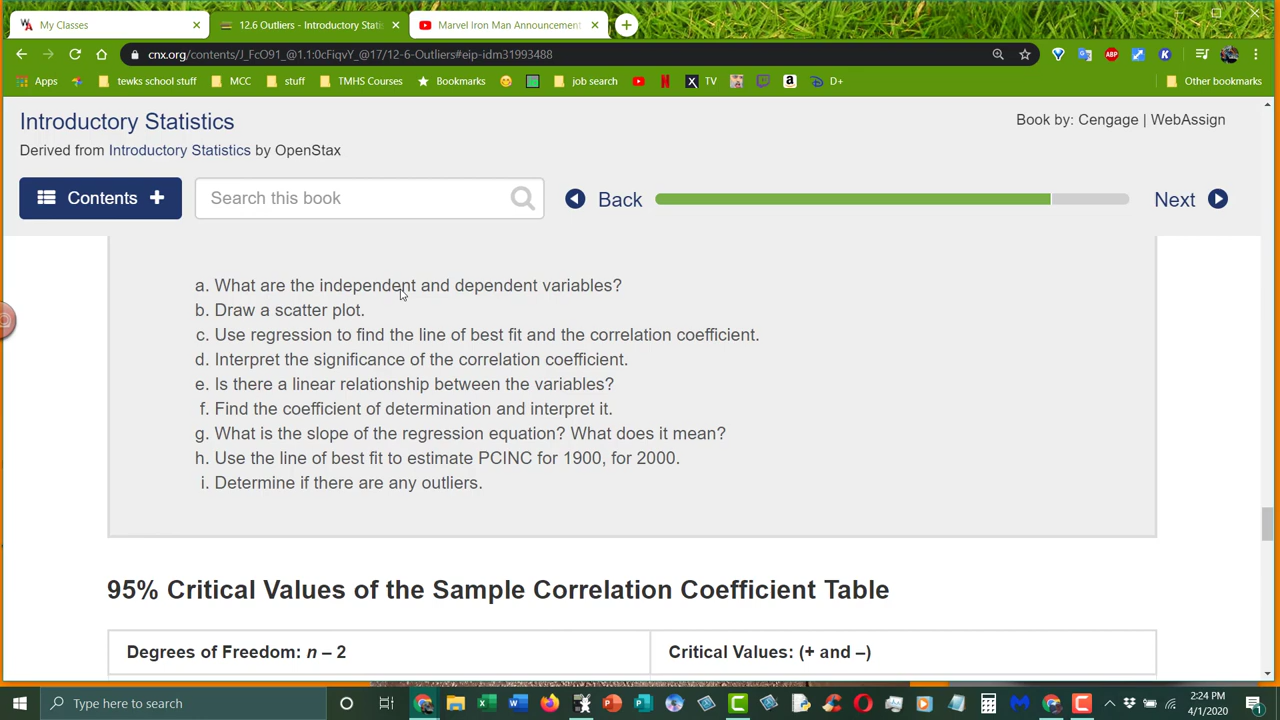 My Classes
12.6 Outliers - Introductory Stati
Marvel Iron Man Announcement
cnx.org/contents/J_FcO91_@1.1:0cFiqvY_@17/12-6-Outliers#eip-idm31993488
Apps
tewks school stuff
MCC
stuff
TMHS Courses
Bookmarks
job search
TV
D+
Other bookmarks
Introductory Statistics
Book by: Cengage | WebAssign
Derived from Introductory Statistics by OpenStax
Contents
Search this book
Back
Next
a. What are the independent and dependent variables?
b. Draw a scatter plot.
c. Use regression to find the line of best fit and the correlation coefficient.
d. Interpret the significance of the correlation coefficient.
e. Is there a linear relationship between the variables?
f. Find the coefficient of determination and interpret it.
g. What is the slope of the regression equation? What does it mean?
h. Use the line of best fit to estimate PCINC for 1900, for 2000.
i. Determine if there are any outliers.
95% Critical Values of the Sample Correlation Coefficient Table
Degrees of Freedom: n – 2
Critical Values: (+ and –)
Type here to search
2:24 PM
4/1/2020